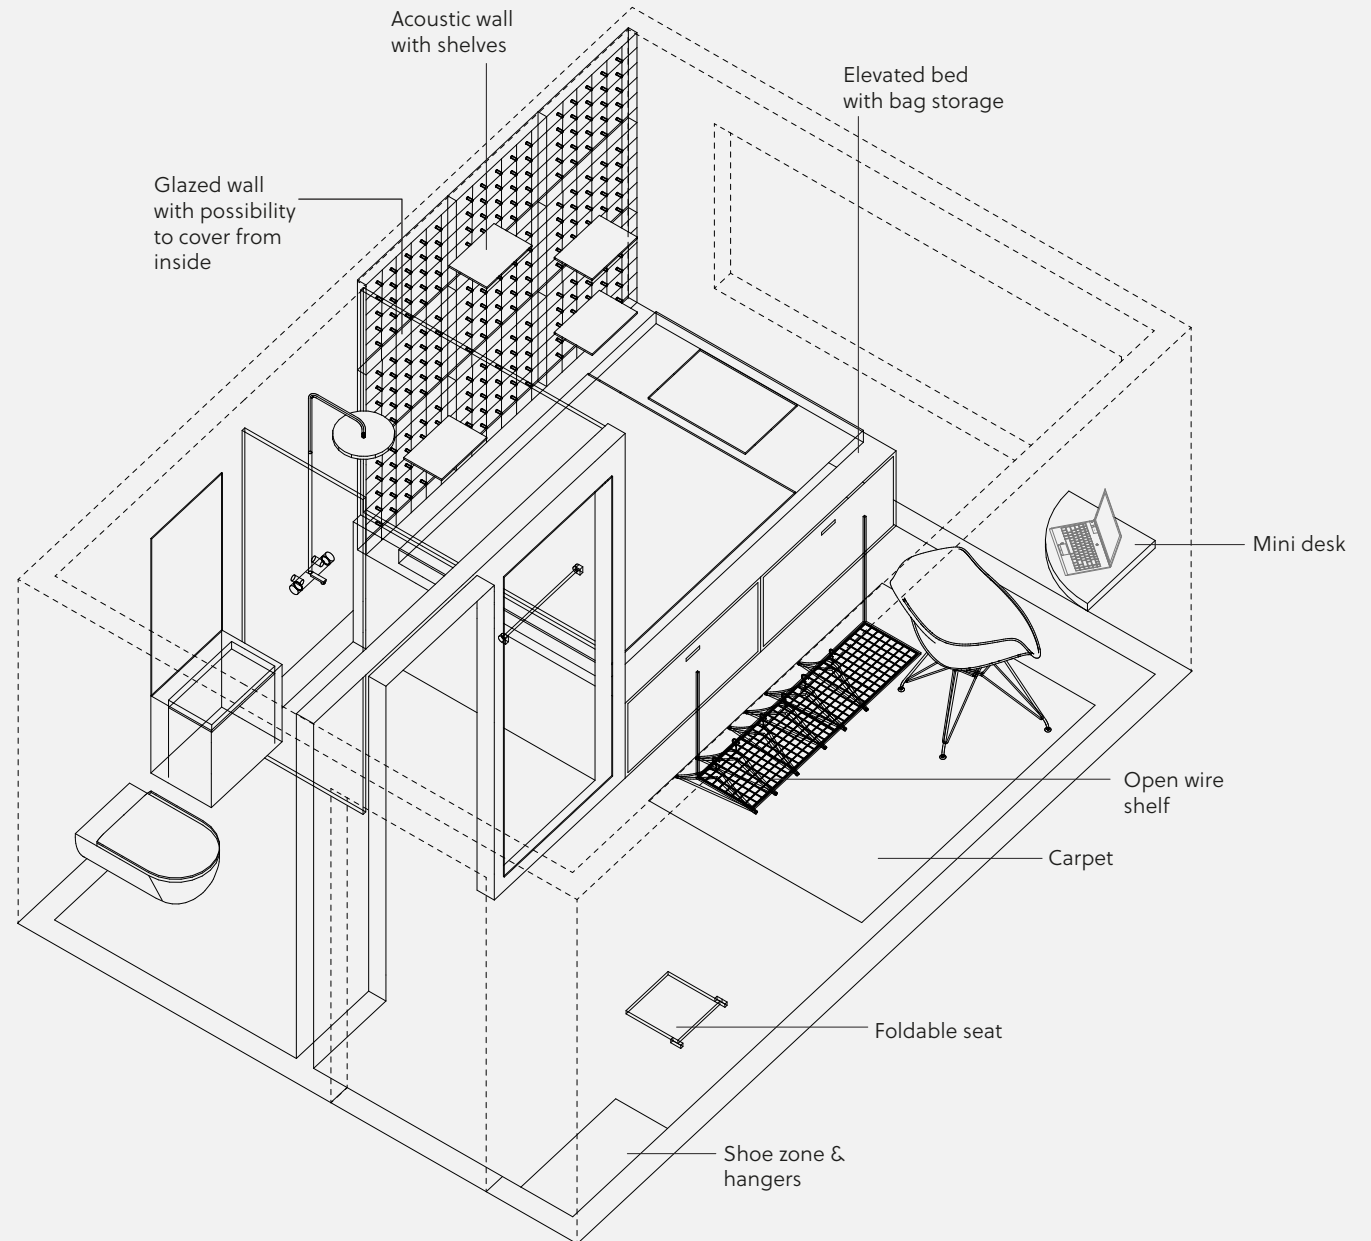 Acoustic wall
with shelves
Elevated bed
with bag storage
Glazed wall
with possibility
to cover from
inside
Mini desk
Open wire
shelf
Carpet
Foldable seat
Shoe zone &
hangers